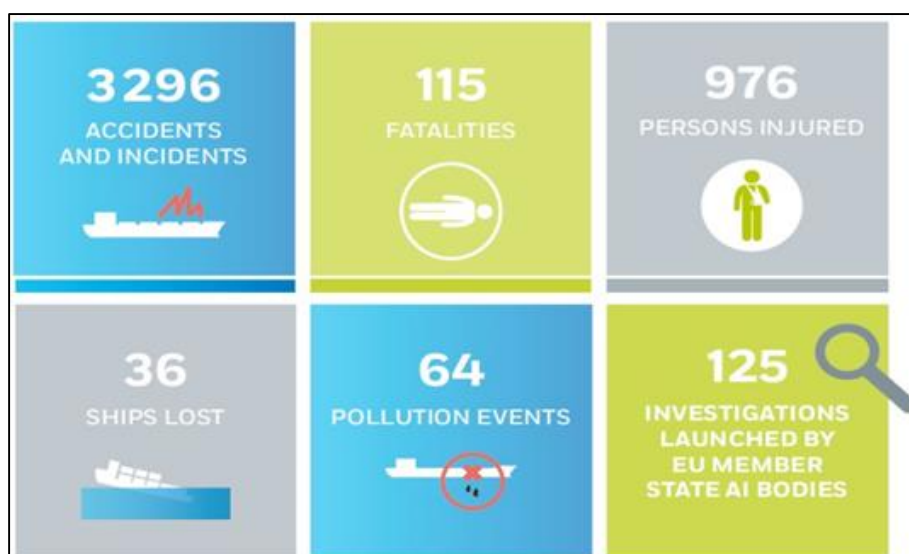 3296
ACCIDENTS
AND INCIDENTS
115
FATALITIES
976
PERSONS INJURED
36
SHIPS LOST
64
POLLUTION EVENTS
125
INVESTIGATIONS
LAUNCHED BY
EU MEMBER
STATE AI BODIES